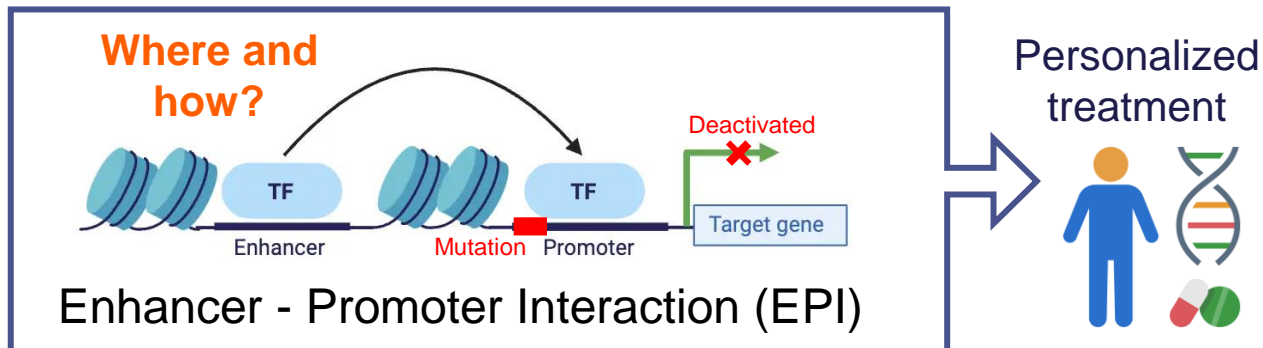 Where and
how?
Deactivated
TF
TF
Target gene
Enhancer
Mutation
Promoter
Enhancer - Promoter Interaction (EPI)
Personalized
treatment